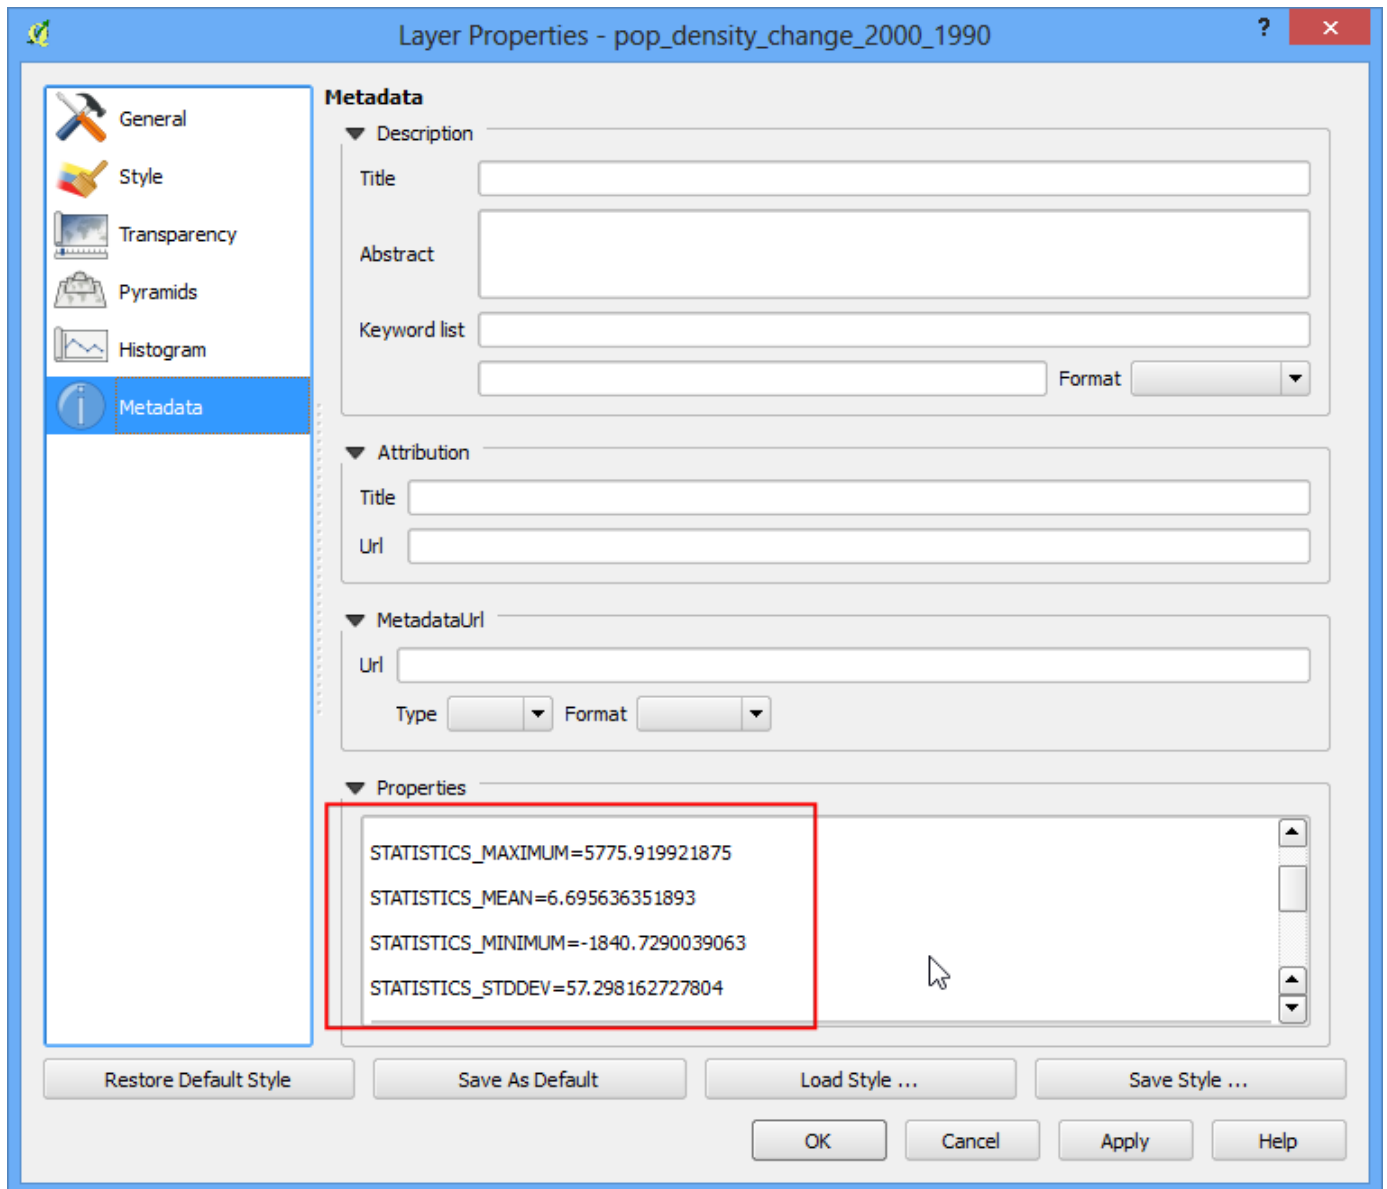 Layer Properties - pop_density_change_2000_1990
?
General
Style
Transparency
Pyramids
Histogram
Metadata
Metadata
Description
Title
Abstract
Keyword list
Format
Attribution
Title
Url
MetadataUrl
Url
Type Format
Properties
STATISTICS_MAXIMUM=5775.919921875
STATISTICS_MEAN=6.695636351893
STATISTICS_MINIMUM=-1840.7290039063
STATISTICS_STDDEV=57.298162727804
Restore Default Style Save As Default Load Style ... Save Style ...
OK Cancel Apply Help